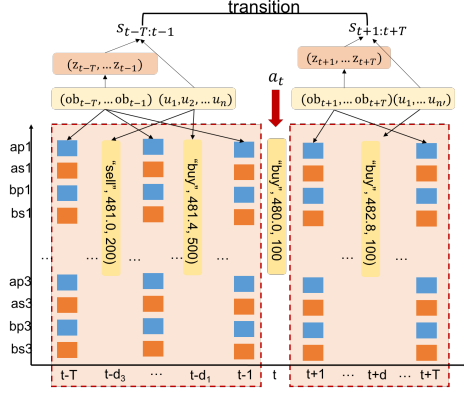 transition
s_{t−T:t−1}
s_{t+1:t+T}
(z_{t−T}, … z_{t−1})
(z_{t+1}, … z_{t+T})
a_t
(ob_{t−T}, … ob_{t−1}) (u_1, u_2, … u_n)
(ob_{t+1}, … ob_{t+T})(u_1, … u_{n′})
ap1
as1
bp1
bs1
… … … … … …
ap3
as3
bp3
bs3
"sell", 481.0, 200)
"buy", 481.4, 500)
"buy", 480.0, 100
"buy", 482.8, 100)
t-T t-d_3 … t-d_1 t-1 t t+1 … t+d … t+T